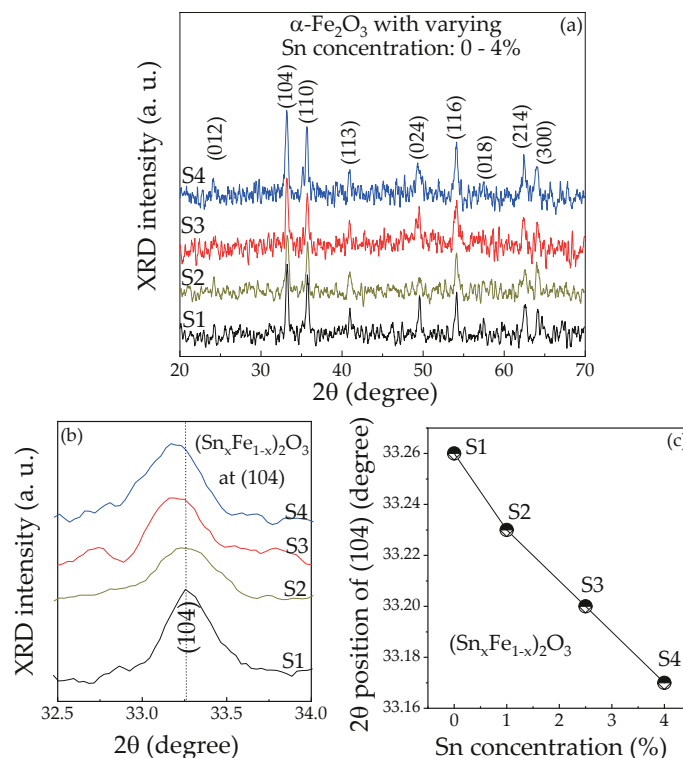 α-Fe₂O₃ with varying
Sn concentration: 0 - 4%
(a)
XRD intensity (a. u.)
(012)
(104)
(110)
(113)
(024)
(116)
(018)
(214)
(300)
S4
S3
S2
S1
20 30 40 50 60 70
2θ (degree)
(b)
(SnₓFe₁₋ₓ)₂O₃
at (104)
XRD intensity (a. u.)
S4
S3
S2
S1
(104)
32.5 33.0 33.5 34.0
2θ (degree)
(c)
2θ position of (104) (degree)
33.26
33.24
33.22
33.20
33.18
33.16
S1
S2
S3
S4
(SnₓFe₁₋ₓ)₂O₃
0 1 2 3 4
Sn concentration (%)